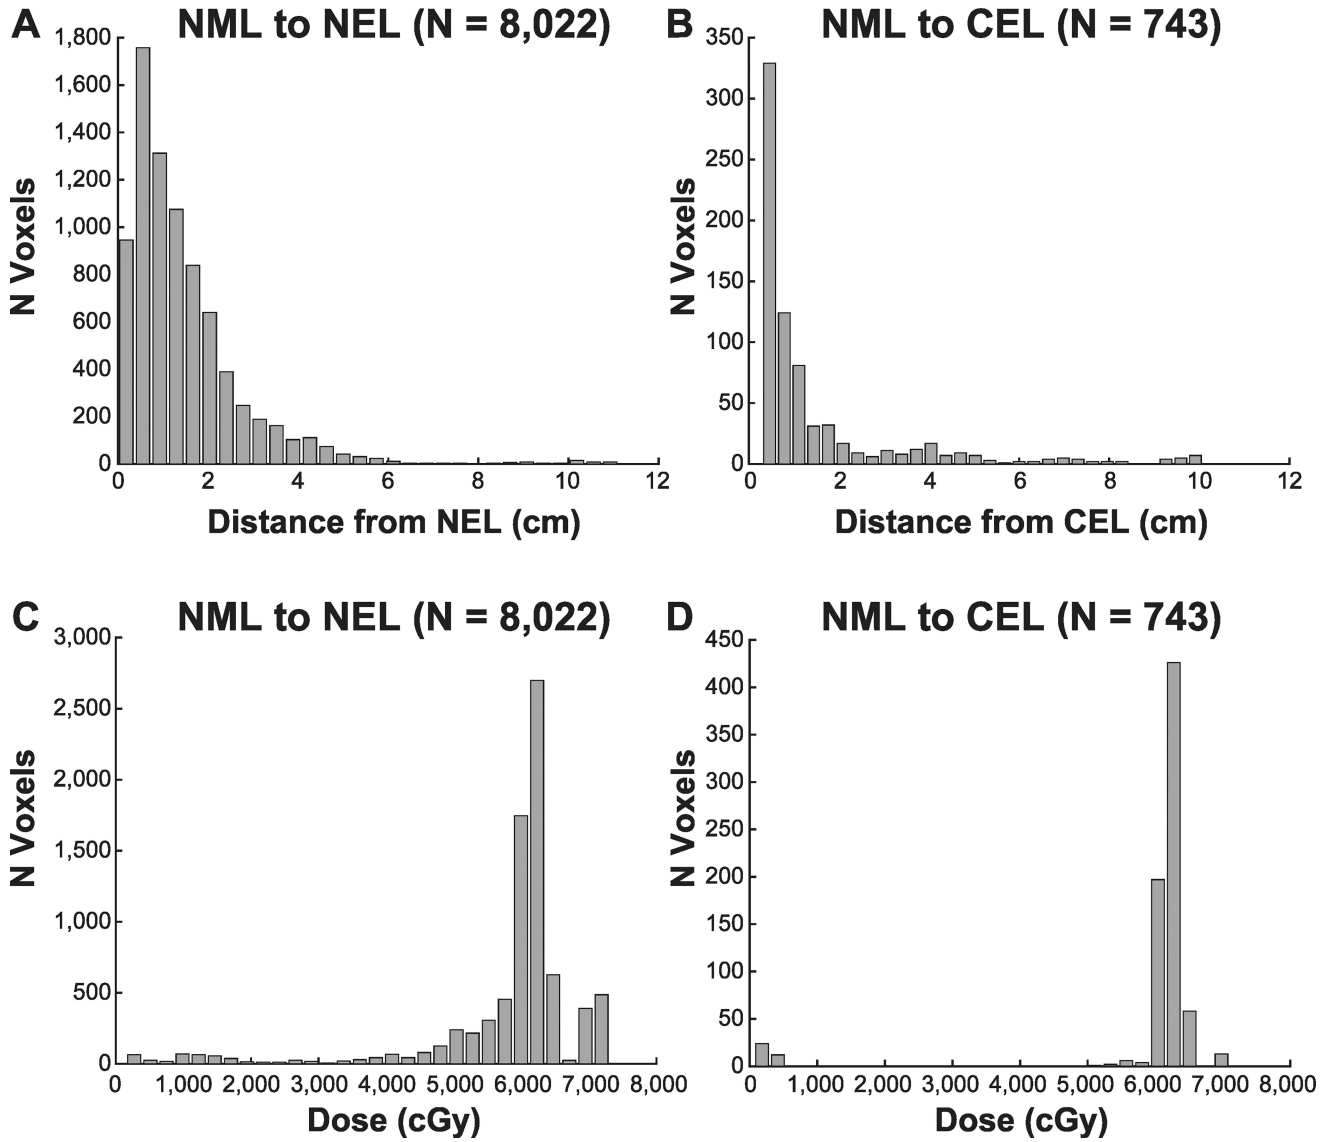 A NML to NEL (N = 8,022)
1,800
1,600
1,400
1,200
1,000
800
600
400
200
0
N Voxels
0 2 4 6 8 10 12
Distance from NEL (cm)
B NML to CEL (N = 743)
350
300
250
200
150
100
50
0
N Voxels
0 2 4 6 8 10 12
Distance from CEL (cm)
C NML to NEL (N = 8,022)
3,000
2,500
2,000
1,500
1,000
500
0
N Voxels
0 1,000 2,000 3,000 4,000 5,000 6,000 7,000 8,000
Dose (cGy)
D NML to CEL (N = 743)
450
400
350
300
250
200
150
100
50
0
N Voxels
0 1,000 2,000 3,000 4,000 5,000 6,000 7,000 8,000
Dose (cGy)